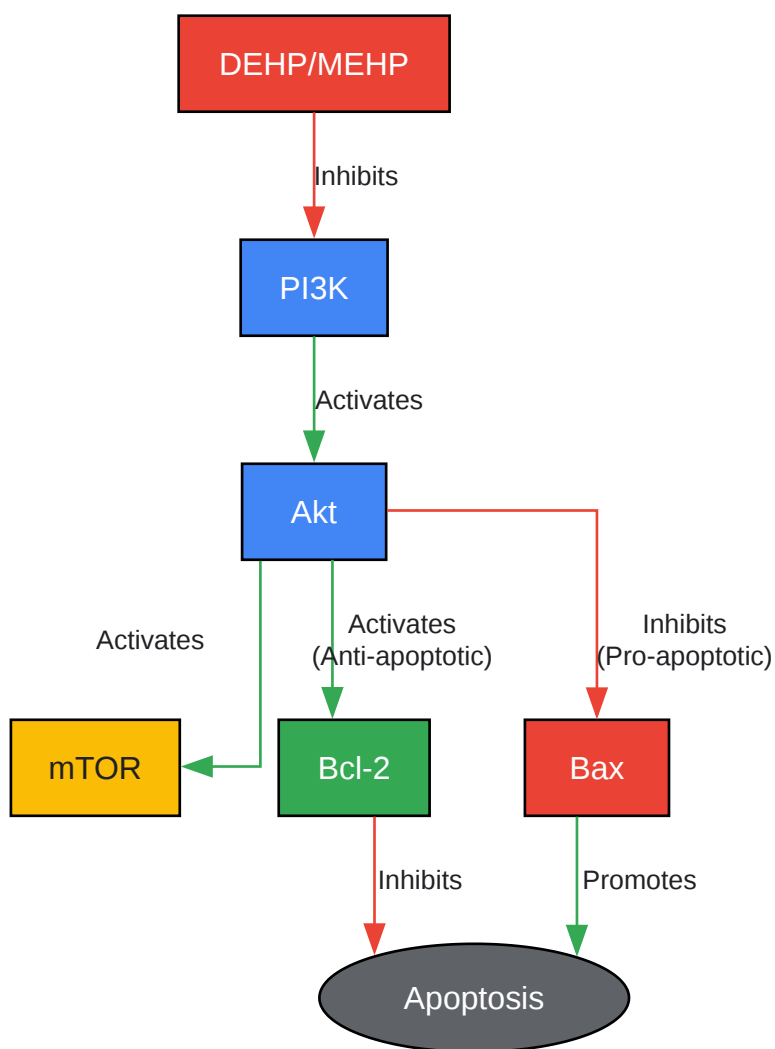 DEHP/MEHP
Inhibits
PI3K
Activates
Akt
Activates
Activates
(Anti-apoptotic)
Inhibits
(Pro-apoptotic)
mTOR
Bcl-2
Bax
Inhibits
Promotes
Apoptosis